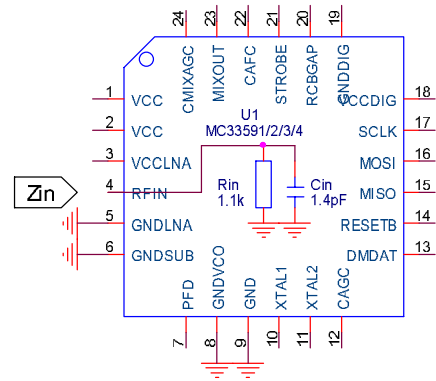 24
23
22
21
20
19
CMIXAGC
MIXOUT
CAFC
STROBE
RCBGAP
GNDDIG
1
VCC
VCCDIG
18
U1
MC33591/2/3/4
2
VCC
SCLK
17
3
VCCLNA
MOSI
16
Zin
4
RFIN
Rin
1.1k
Cin
1.4pF
MISO
15
5
GNDLNA
RESETB
14
6
GNDSUB
DMDAT
13
PFD
GNDVCO
GND
XTAL1
XTAL2
CAGC
7
8
9
10
11
12